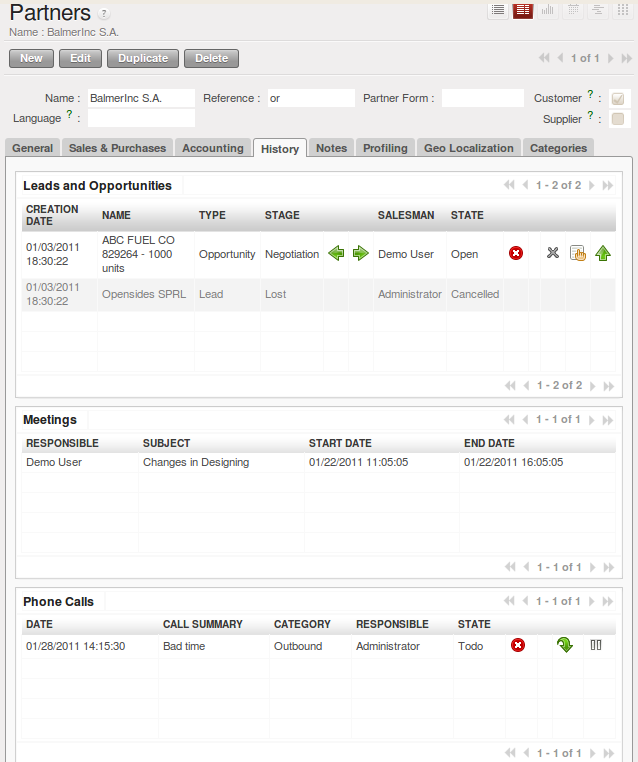 Partners ?
Name : BalmerInc S.A.
New Edit Duplicate Delete 1 of 1
Name : BalmerInc S.A. Reference : or Partner Form : Customer ? :
Language ? : Supplier ? :
General Sales & Purchases Accounting History Notes Profiling Geo Localization Categories
Leads and Opportunities 1 - 2 of 2
CREATION DATE NAME TYPE STAGE SALESMAN STATE
01/03/2011 18:30:22 ABC FUEL CO 829264 - 1000 units Opportunity Negotiation Demo User Open
01/03/2011 18:30:22 Opensides SPRL Lead Lost Administrator Cancelled
1 - 2 of 2
Meetings 1 - 1 of 1
RESPONSIBLE SUBJECT START DATE END DATE
Demo User Changes in Designing 01/22/2011 11:05:05 01/22/2011 16:05:05
1 - 1 of 1
Phone Calls 1 - 1 of 1
DATE CALL SUMMARY CATEGORY RESPONSIBLE STATE
01/28/2011 14:15:30 Bad time Outbound Administrator Todo
1 - 1 of 1